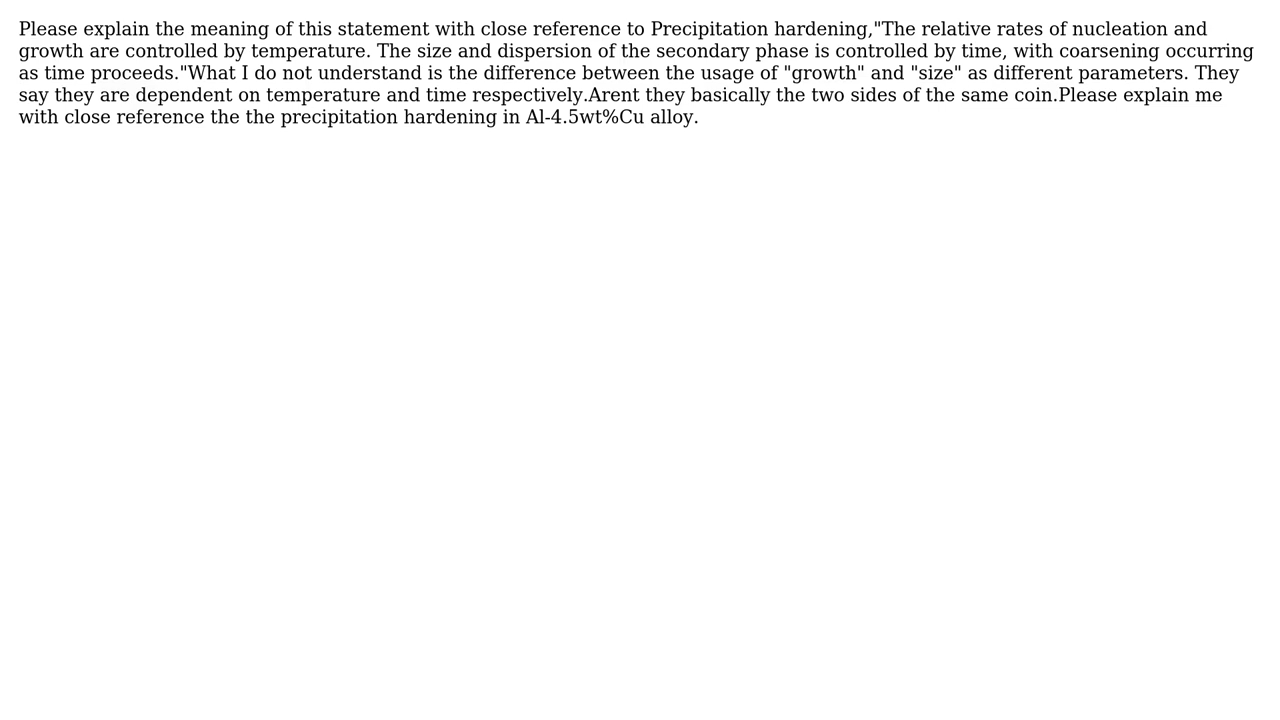 Please explain the meaning of this statement with close reference to Precipitation hardening,"The relative rates of nucleation and
growth are controlled by temperature. The size and dispersion of the secondary phase is controlled by time, with coarsening occurring
as time proceeds."What I do not understand is the difference between the usage of "growth" and "size" as different parameters. They
say they are dependent on temperature and time respectively.Arent they basically the two sides of the same coin.Please explain me
with close reference the the precipitation hardening in Al-4.5wt%Cu alloy.